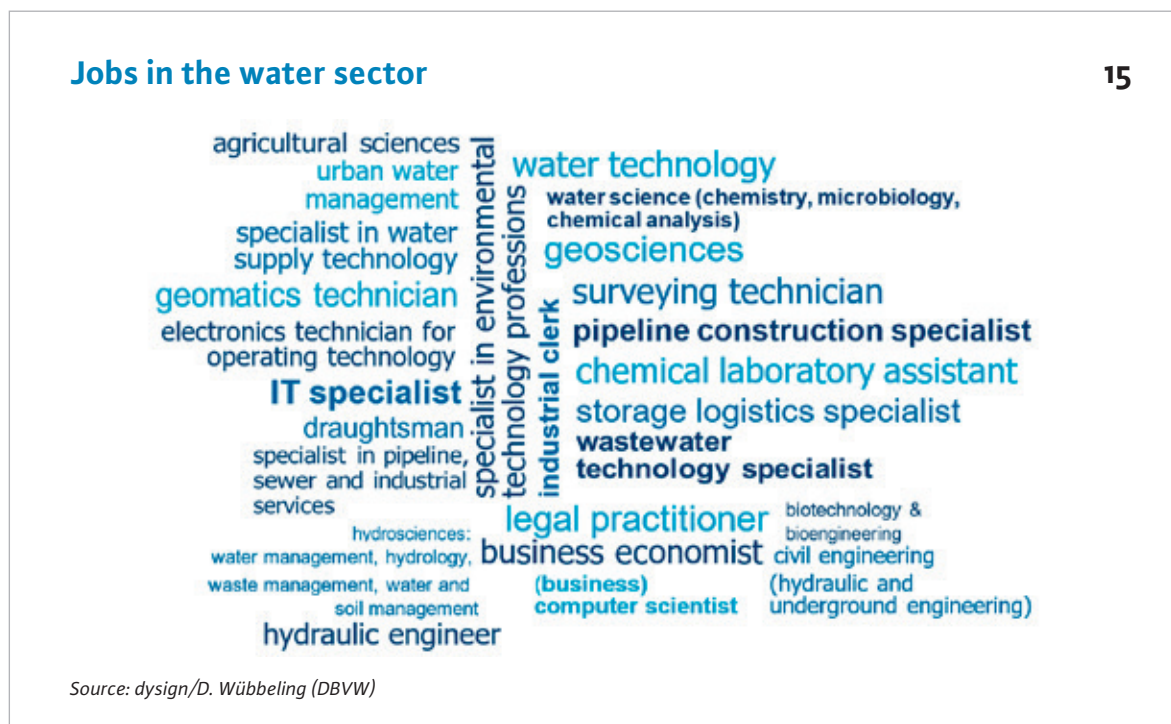 Jobs in the water sector
15
agricultural sciences
urban water
management
specialist in water
supply technology
geomatics technician
electronics technician for
operating technology
IT specialist
draughtsman
specialist in pipeline,
sewer and industrial
services
specialist in environmental
technology professions
industrial clerk
water technology
water science (chemistry, microbiology,
chemical analysis)
geosciences
surveying technician
pipeline construction specialist
chemical laboratory assistant
storage logistics specialist
wastewater
technology specialist
legal practitioner
biotechnology &
bioengineering
hydrosciences:
water management, hydrology,
waste management, water and
soil management
business economist
civil engineering
(hydraulic and
underground engineering)
(business)
computer scientist
hydraulic engineer
Source: dysign/D. Wübbeling (DBVW)